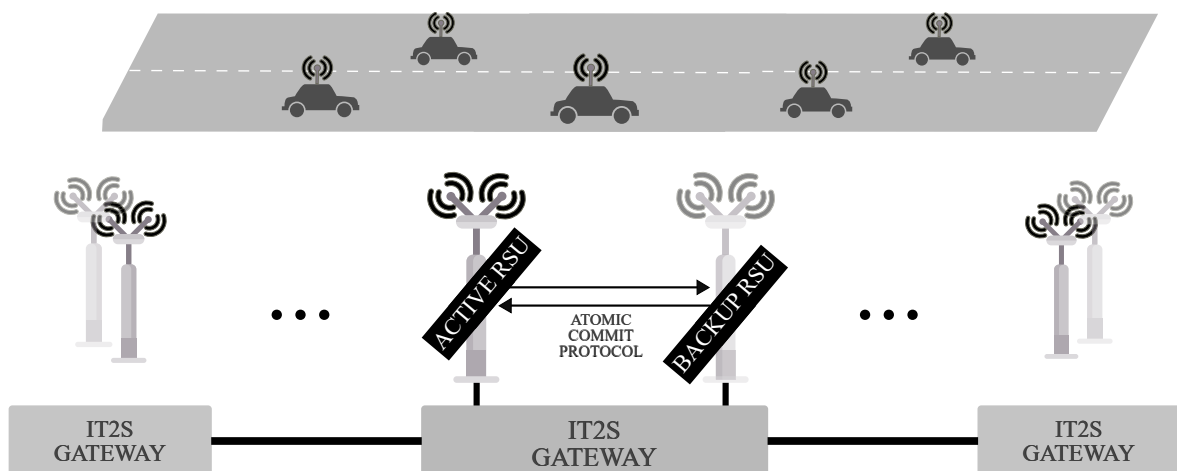 ACTIVE RSU
BACKUP RSU
ATOMIC
COMMIT
PROTOCOL
IT2S
GATEWAY
IT2S
GATEWAY
IT2S
GATEWAY